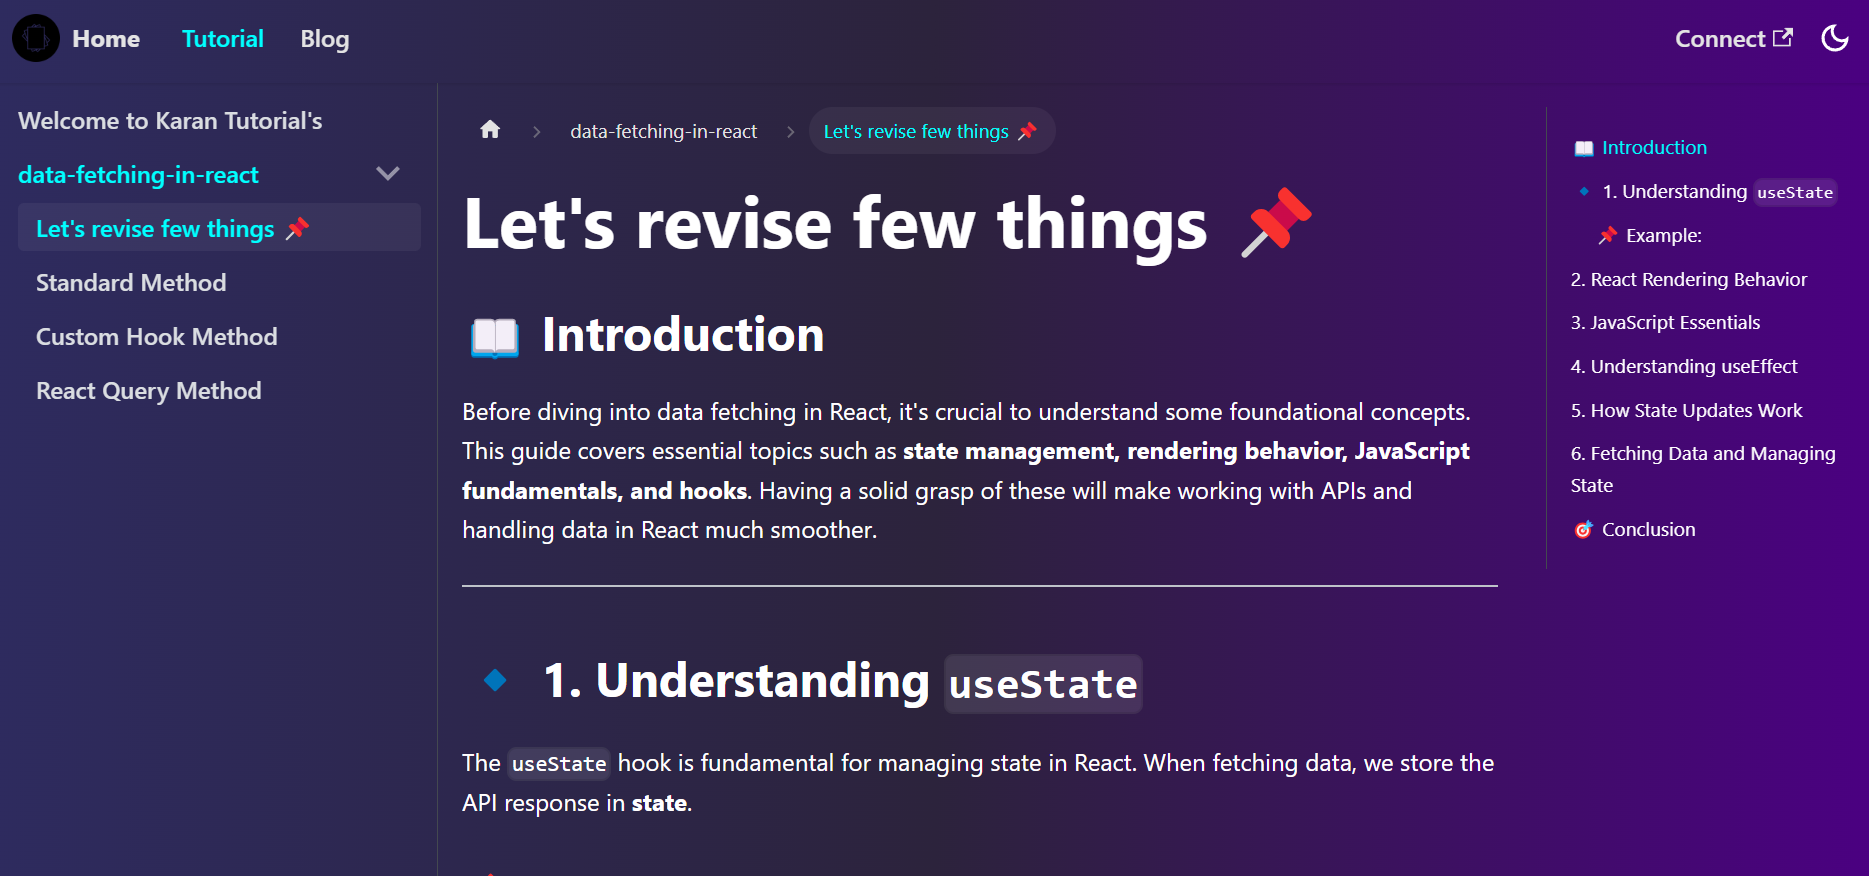 Home Tutorial Blog Connect
Welcome to Karan Tutorial's
data-fetching-in-react
Let's revise few things 📌
Standard Method
Custom Hook Method
React Query Method
data-fetching-in-react > Let's revise few things 📌
Let's revise few things 📌
📖 Introduction
Before diving into data fetching in React, it's crucial to understand some foundational concepts.
This guide covers essential topics such as state management, rendering behavior, JavaScript
fundamentals, and hooks. Having a solid grasp of these will make working with APIs and
handling data in React much smoother.
🔹 1. Understanding useState
The useState hook is fundamental for managing state in React. When fetching data, we store the
API response in state.
📖 Introduction
🔹 1. Understanding useState
📌 Example:
2. React Rendering Behavior
3. JavaScript Essentials
4. Understanding useEffect
5. How State Updates Work
6. Fetching Data and Managing
State
🎯 Conclusion